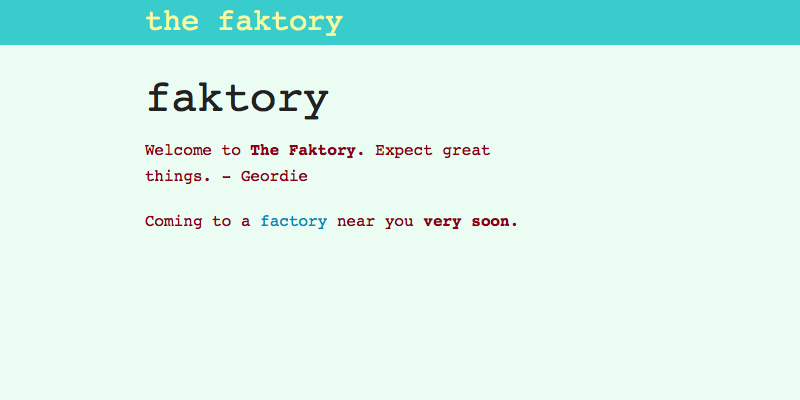 the faktory
faktory
Welcome to The Faktory. Expect great
things. – Geordie
Coming to a factory near you very soon.